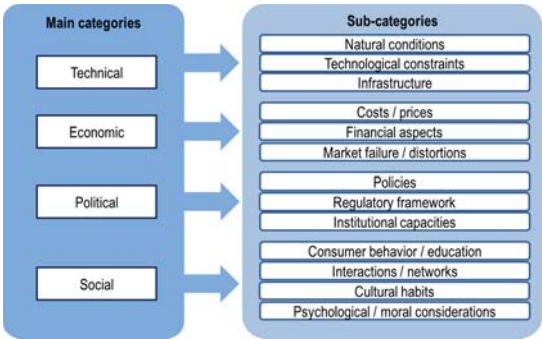 Main categories
Technical
Economic
Political
Social
Sub-categories
Natural conditions
Technological constraints
Infrastructure
Costs / prices
Financial aspects
Market failure / distortions
Policies
Regulatory framework
Institutional capacities
Consumer behavior / education
Interactions / networks
Cultural habits
Psychological / moral considerations